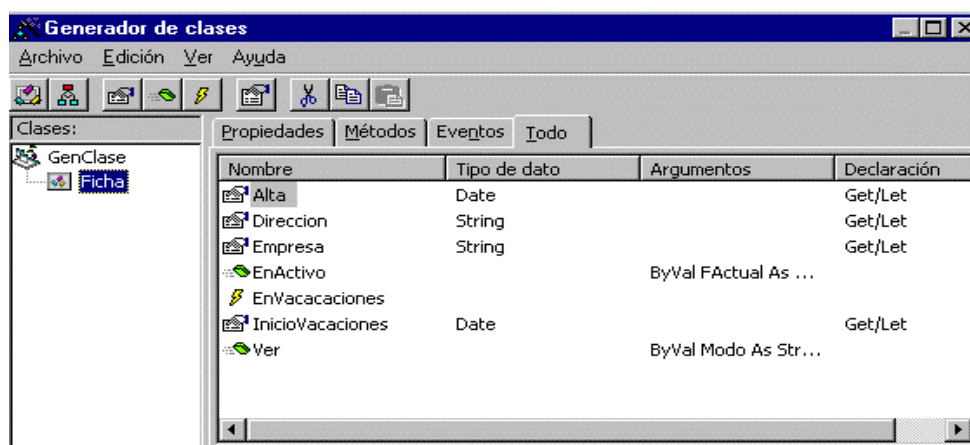 Generador de clases
Archivo Edición Ver Ayuda
Clases:
GenClase
Ficha
Propiedades Métodos Eventos Todo
Nombre Tipo de dato Argumentos Declaración
Alta Date Get/Let
Direccion String Get/Let
Empresa String Get/Let
EnActivo ByVal FActual As ...
EnVacacaciones
InicioVacaciones Date Get/Let
Ver ByVal Modo As Str...